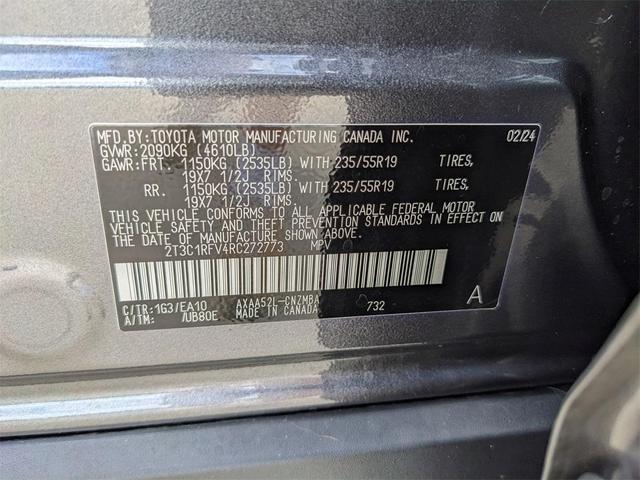 MFD.BY:TOYOTA MOTOR MANUFACTURING CANADA INC. 02/24
GVWR:2090KG (4610LB)
GAWR:FRT. 1150KG (2535LB) WITH 235/55R19 TIRES,
19X7 1/2J RIMS.
RR. 1150KG (2535LB) WITH 235/55R19 TIRES,
19X7 1/2J RIMS.
THIS VEHICLE CONFORMS TO ALL APPLICABLE FEDERAL MOTOR
VEHICLE SAFETY AND THEFT PREVENTION STANDARDS IN EFFECT ON
THE DATE OF MANUFACTURE SHOWN ABOVE.
2T3C1RFV4RC272773 MPV
C/TR:1G3/EA10 AXAA52L-CNZMBA 732 A
A/TM: /UB80E MADE IN CANADA